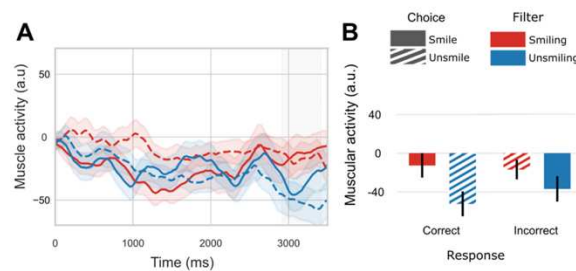 A
Muscle activity (a.u)
50
0
−50
0
1000
2000
3000
Time (ms)
B
Choice
Smile
Unsmile
Filter
Smiling
Unsmiling
Muscular activity (a.u.)
40
0
-40
Correct
Incorrect
Response